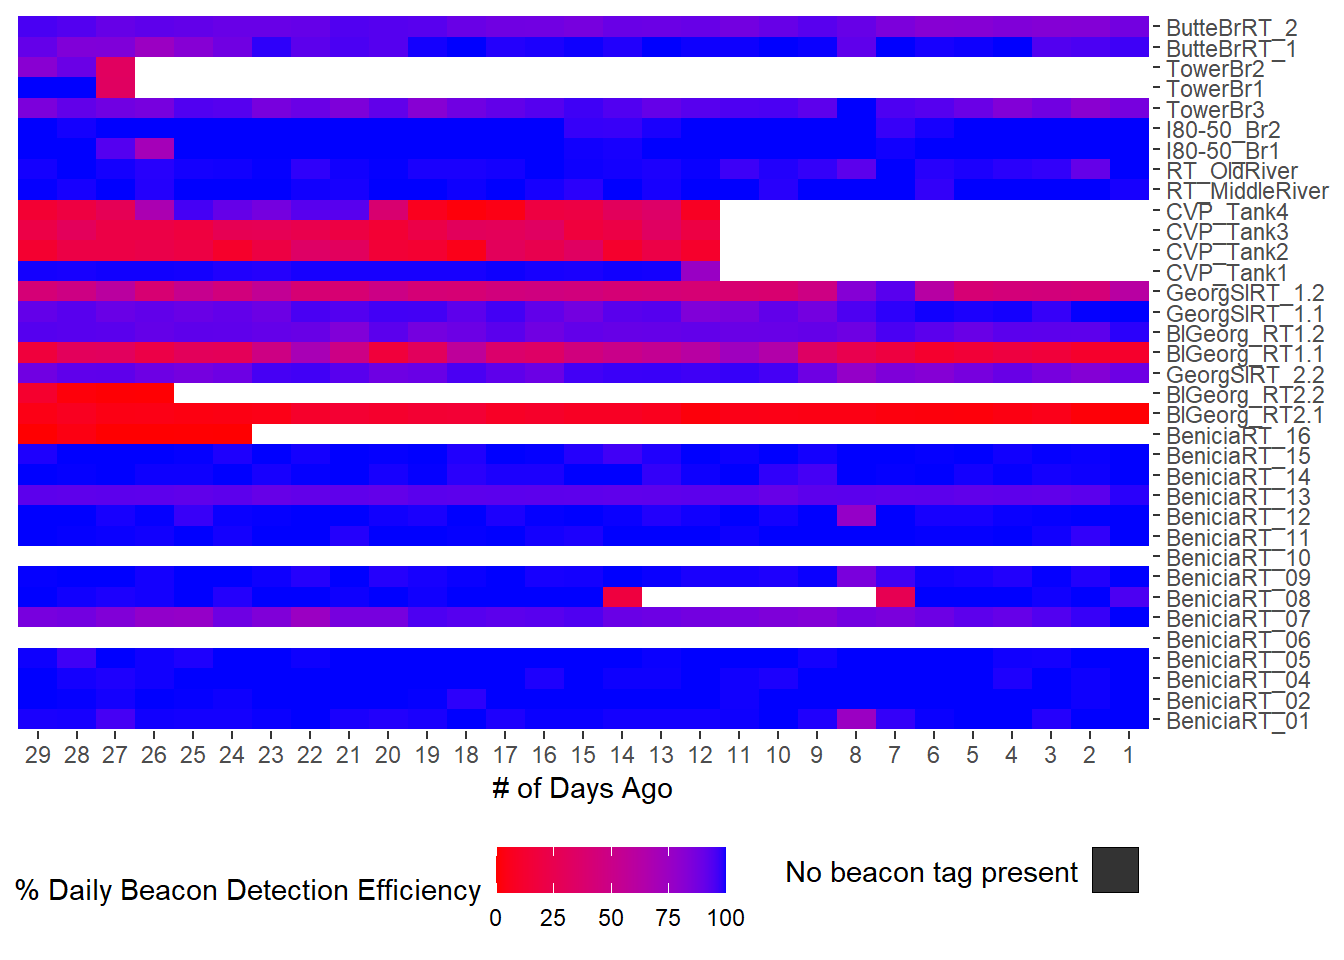 ButteBrRT_2
ButteBrRT_1
TowerBr2
TowerBr1
TowerBr3
I80-50_Br2
I80-50_Br1
RT_OldRiver
RT_MiddleRiver
CVP_Tank4
CVP_Tank3
CVP_Tank2
CVP_Tank1
GeorgSlRT_1.2
GeorgSlRT_1.1
BlGeorg_RT1.2
BlGeorg_RT1.1
GeorgSlRT_2.2
BlGeorg_RT2.2
BlGeorg_RT2.1
BeniciaRT_16
BeniciaRT_15
BeniciaRT_14
BeniciaRT_13
BeniciaRT_12
BeniciaRT_11
BeniciaRT_10
BeniciaRT_09
BeniciaRT_08
BeniciaRT_07
BeniciaRT_06
BeniciaRT_05
BeniciaRT_04
BeniciaRT_02
BeniciaRT_01
29 28 27 26 25 24 23 22 21 20 19 18 17 16 15 14 13 12 11 10 9 8 7 6 5 4 3 2 1
# of Days Ago
% Daily Beacon Detection Efficiency
0 25 50 75 100
No beacon tag present